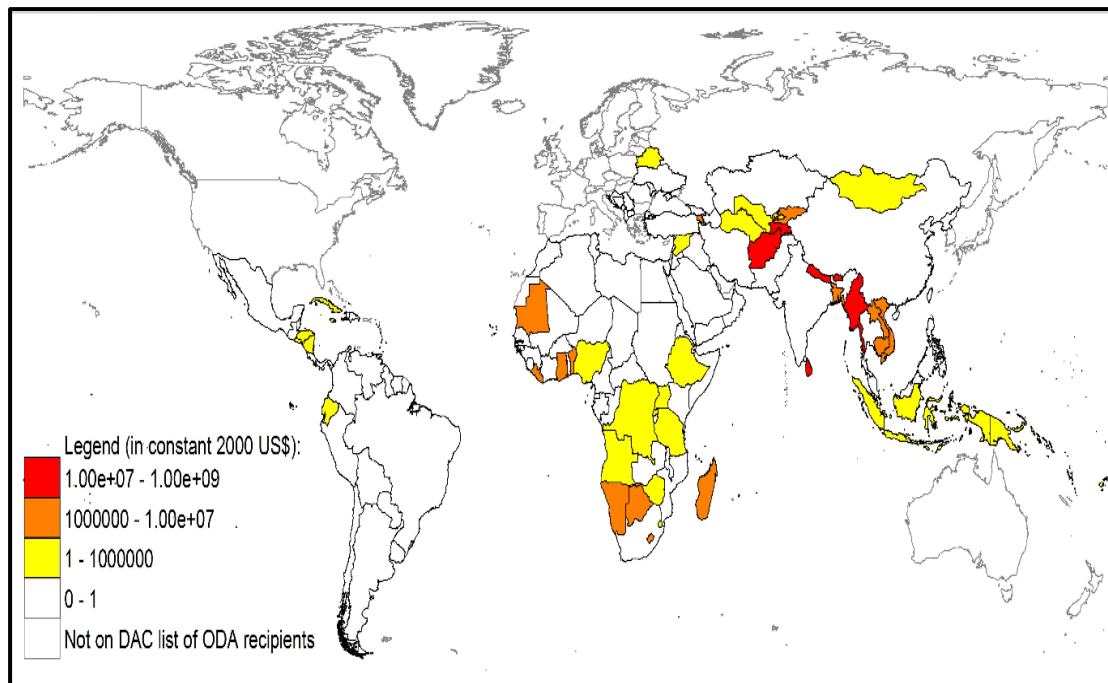 Legend (in constant 2000 US$):
1.00e+07 - 1.00e+09
1000000 - 1.00e+07
1 - 1000000
0 - 1
Not on DAC list of ODA recipients